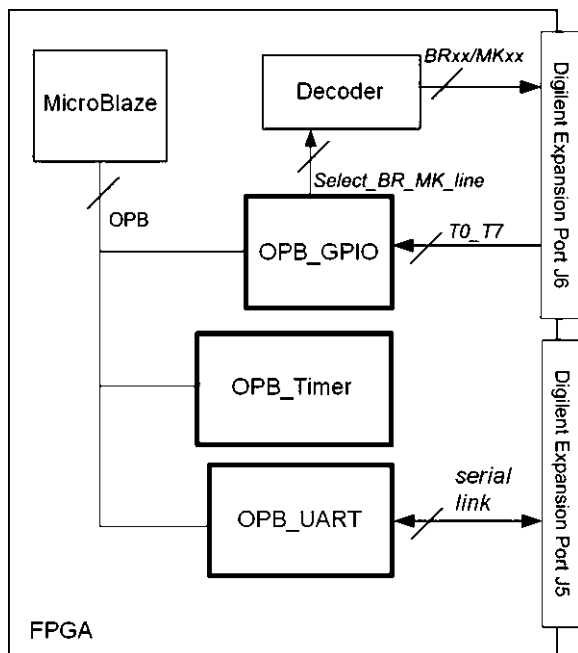 MicroBlaze
OPB
Decoder
BRxx/MKxx
Select_BR_MK_line
OPB_GPIO
T0_T7
Digilent Expansion Port J6
OPB_Timer
OPB_UART
serial
link
Digilent Expansion Port J5
FPGA